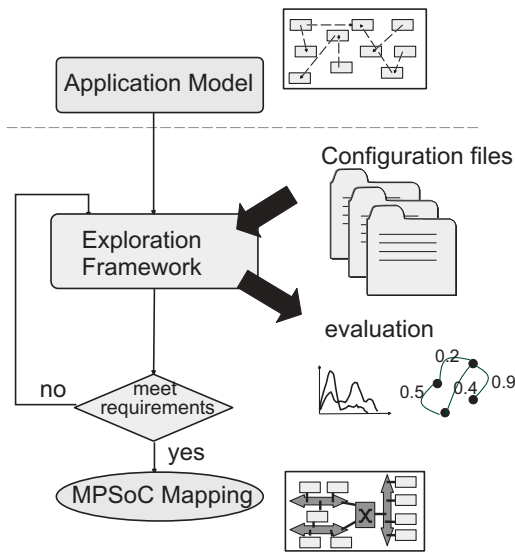 Application Model
Configuration files
Exploration
Framework
evaluation
0.2
0.5
0.4
0.9
no
meet
requirements
yes
MPSoC Mapping
X